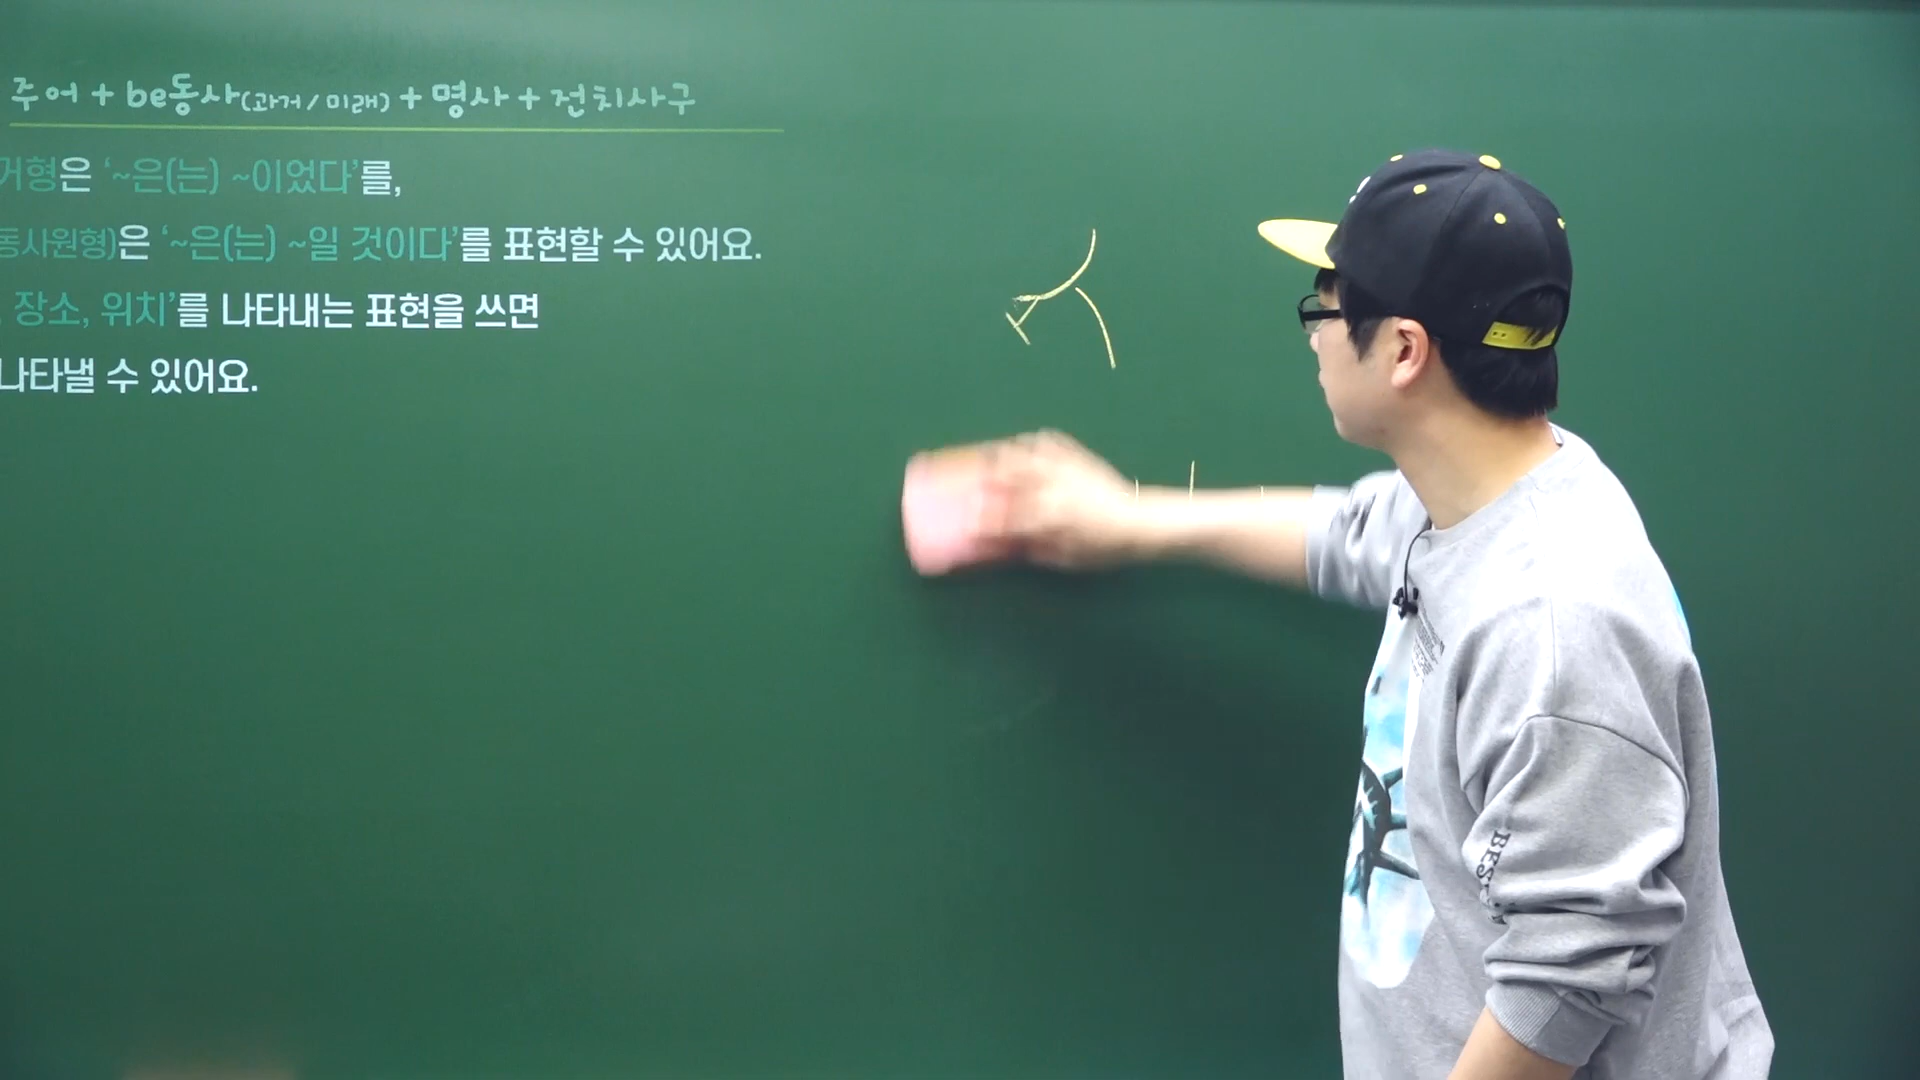 주어 + be동사(과거/미래) + 명사 + 전치사구
거형은 ‘~은(는) ~이었다’를,
동사원형)은 ‘~은(는) ~일 것이다’를 표현할 수 있어요.
, 장소, 위치’를 나타내는 표현을 쓰면
나타낼 수 있어요.